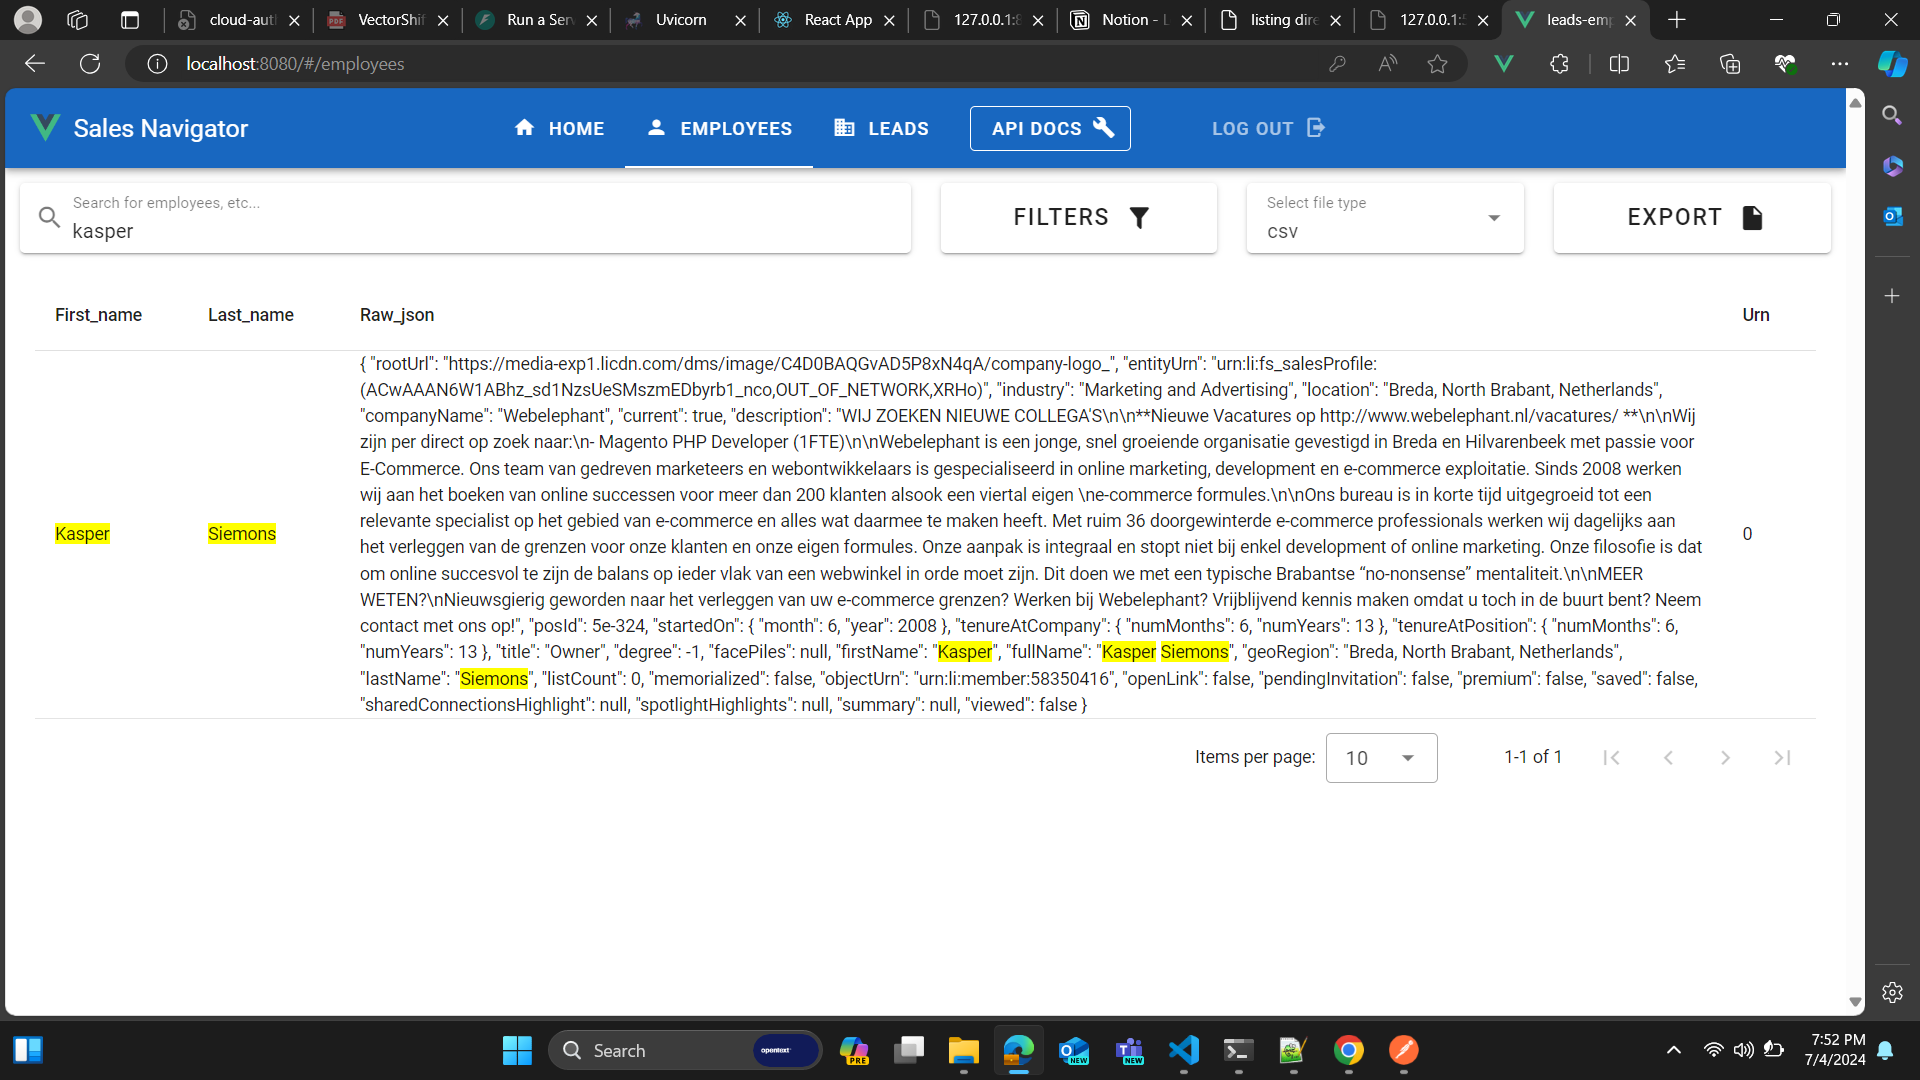 cloud-aut
VectorShif
Run a Serv
Uvicorn
React App
127.0.0.1:8
Notion - L
listing dire
127.0.0.1:5
leads-emp
localhost:8080/#/employees
Sales Navigator
HOME
EMPLOYEES
LEADS
API DOCS
LOG OUT
Search for employees, etc...
kasper
FILTERS
Select file type
csv
EXPORT
First_name
Last_name
Raw_json
Urn
Kasper
Siemons
{ "rootUrl": "https://media-exp1.licdn.com/dms/image/C4D0BAQGvAD5P8xN4qA/company-logo_", "entityUrn": "urn:li:fs_salesProfile:
(ACwAAAN6W1ABhz_sd1NzsUeSMszmEDbyrb1_nco,OUT_OF_NETWORK,XRHo)", "industry": "Marketing and Advertising", "location": "Breda, North Brabant, Netherlands",
"companyName": "Webelephant", "current": true, "description": "WIJ ZOEKEN NIEUWE COLLEGA'S\n\n**Nieuwe Vacatures op http://www.webelephant.nl/vacatures/ **\n\nWij
zijn per direct op zoek naar:\n- Magento PHP Developer (1FTE)\n\nWebelephant is een jonge, snel groeiende organisatie gevestigd in Breda en Hilvarenbeek met passie voor
E-Commerce. Ons team van gedreven marketeers en webontwikkelaars is gespecialiseerd in online marketing, development en e-commerce exploitatie. Sinds 2008 werken
wij aan het boeken van online successen voor meer dan 200 klanten alsook een viertal eigen \ne-commerce formules.\n\nOns bureau is in korte tijd uitgegroeid tot een
relevante specialist op het gebied van e-commerce en alles wat daarmee te maken heeft. Met ruim 36 doorgewinterde e-commerce professionals werken wij dagelijks aan
het verleggen van de grenzen voor onze klanten en onze eigen formules. Onze aanpak is integraal en stopt niet bij enkel development of online marketing. Onze filosofie is dat
om online succesvol te zijn de balans op ieder vlak van een webwinkel in orde moet zijn. Dit doen we met een typische Brabantse “no-nonsense” mentaliteit.\n\nMEER
WETEN?\nNieuwsgierig geworden naar het verleggen van uw e-commerce grenzen? Werken bij Webelephant? Vrijblijvend kennis maken omdat u toch in de buurt bent? Neem
contact met ons op!", "posId": 5e-324, "startedOn": { "month": 6, "year": 2008 }, "tenureAtCompany": { "numMonths": 6, "numYears": 13 }, "tenureAtPosition": { "numMonths": 6,
"numYears": 13 }, "title": "Owner", "degree": -1, "facePiles": null, "firstName": "Kasper", "fullName": "Kasper Siemons", "geoRegion": "Breda, North Brabant, Netherlands",
"lastName": "Siemons", "listCount": 0, "memorialized": false, "objectUrn": "urn:li:member:58350416", "openLink": false, "pendingInvitation": false, "premium": false, "saved": false,
"sharedConnectionsHighlight": null, "spotlightHighlights": null, "summary": null, "viewed": false }
0
Items per page:
10
1-1 of 1
Search
opentext
PRE
NEW
NEW
7:52 PM
7/4/2024